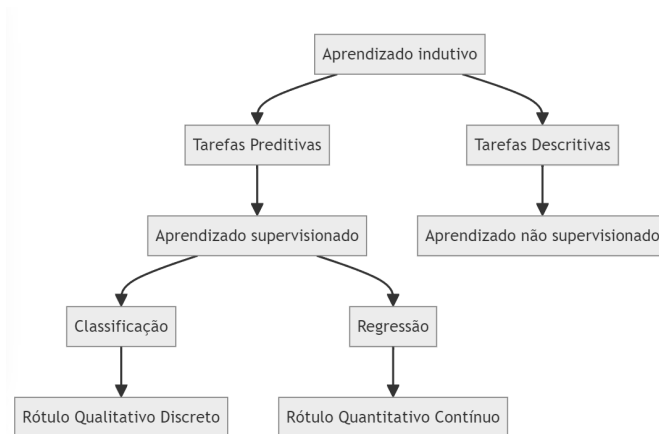 Aprendizado indutivo
Tarefas Preditivas
Tarefas Descritivas
Aprendizado supervisionado
Aprendizado não supervisionado
Classificação
Regressão
Rótulo Qualitativo Discreto
Rótulo Quantitativo Contínuo